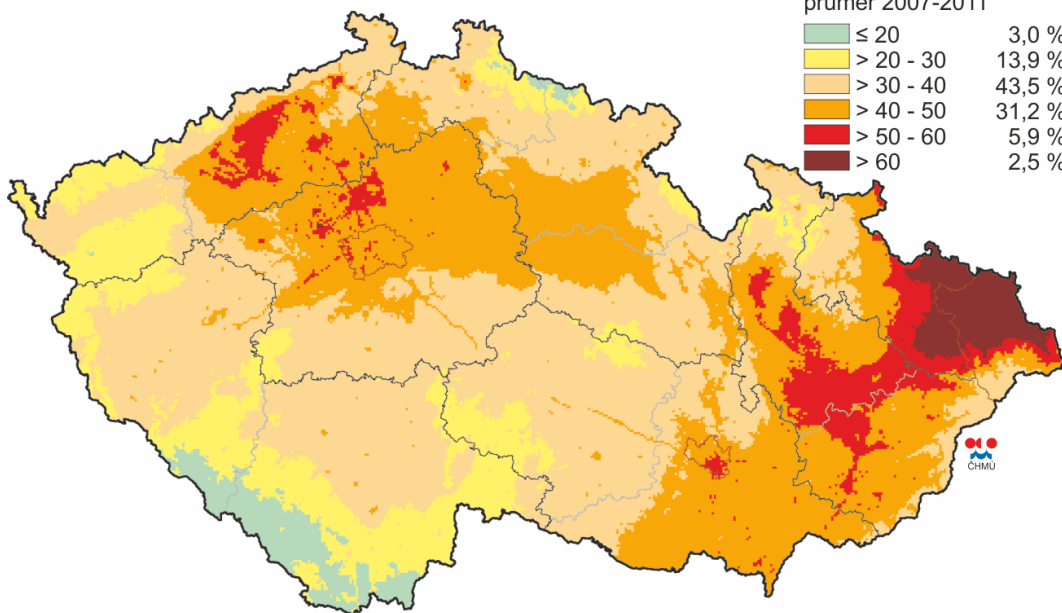 průměr 2007-2011
≤ 20 3,0 %
> 20 - 30 13,9 %
> 30 - 40 43,5 %
> 40 - 50 31,2 %
> 50 - 60 5,9 %
> 60 2,5 %
ČHMÚ